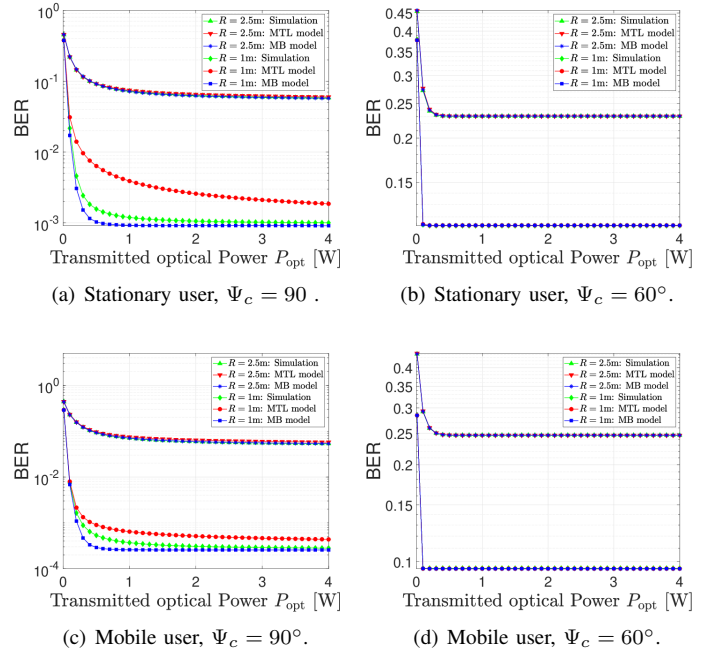 R = 2.5m: Simulation
R = 2.5m: MTL model
R = 2.5m: MB model
R = 1m: Simulation
R = 1m: MTL model
R = 1m: MB model
10^0
10^-1
10^-2
10^-3
BER
0 1 2 3 4
Transmitted optical Power P_opt [W]
(a) Stationary user, Ψ_c = 90 .
R = 2.5m: Simulation
R = 2.5m: MTL model
R = 2.5m: MB model
R = 1m: Simulation
R = 1m: MTL model
R = 1m: MB model
0.45
0.4
0.35
0.3
0.25
0.2
0.15
BER
0 1 2 3 4
Transmitted optical Power P_opt [W]
(b) Stationary user, Ψ_c = 60°.
R = 2.5m: Simulation
R = 2.5m: MTL model
R = 2.5m: MB model
R = 1m: Simulation
R = 1m: MTL model
R = 1m: MB model
10^0
10^-2
10^-4
BER
0 1 2 3 4
Transmitted optical Power P_opt [W]
(c) Mobile user, Ψ_c = 90°.
R = 2.5m: Simulation
R = 2.5m: MTL model
R = 2.5m: MB model
R = 1m: Simulation
R = 1m: MTL model
R = 1m: MB model
0.4
0.35
0.3
0.25
0.2
0.15
0.1
BER
0 1 2 3 4
Transmitted optical Power P_opt [W]
(d) Mobile user, Ψ_c = 60°.